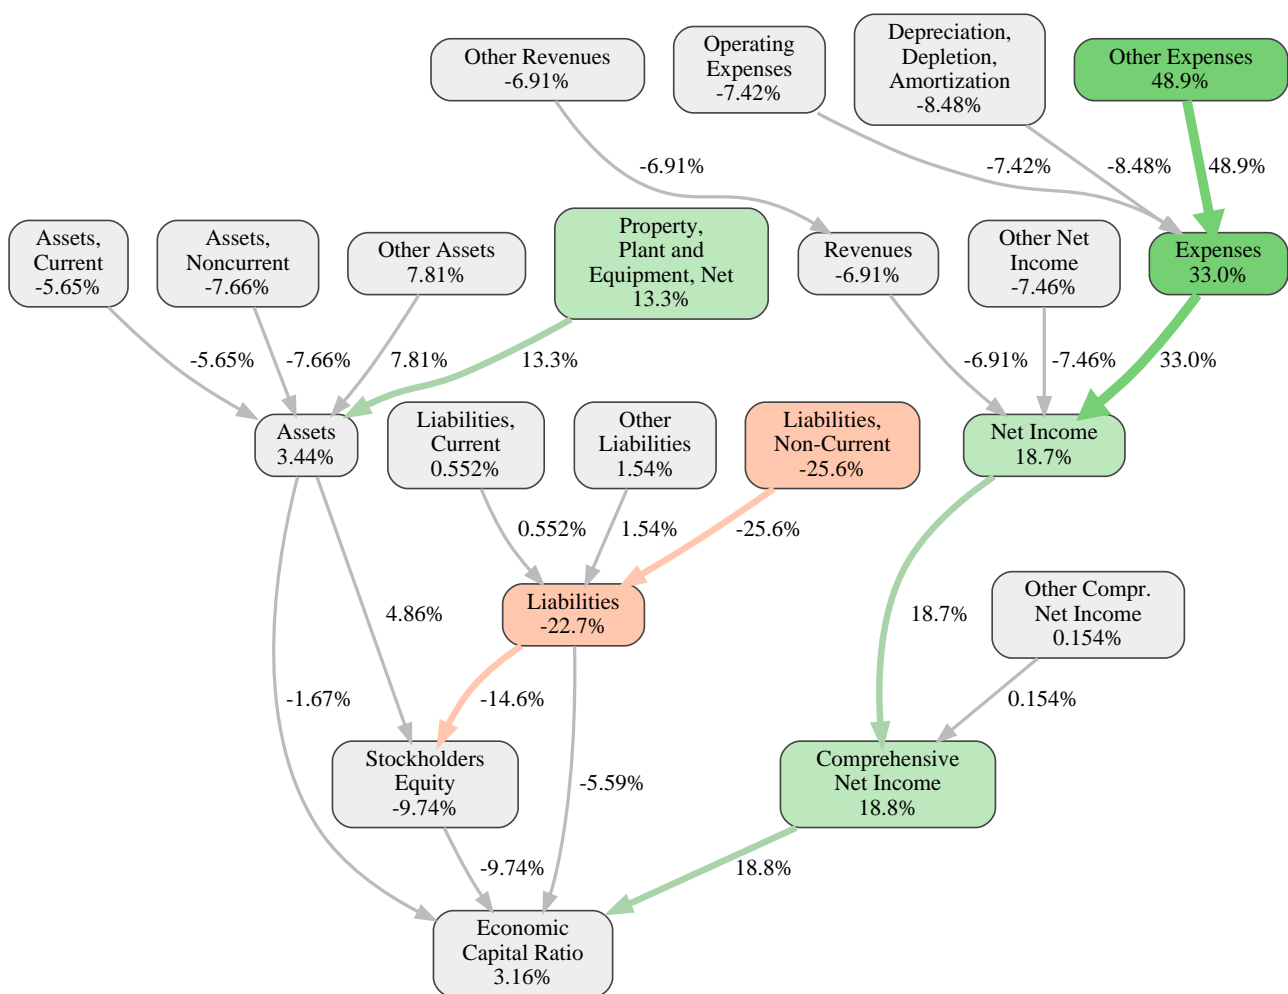 Other Revenues
-6.91%
Operating
Expenses
-7.42%
Depreciation,
Depletion,
Amortization
-8.48%
Other Expenses
48.9%
-6.91%
-7.42%
-8.48%
48.9%
Assets,
Current
-5.65%
Assets,
Noncurrent
-7.66%
Other Assets
7.81%
Property,
Plant and
Equipment, Net
13.3%
Revenues
-6.91%
Other Net
Income
-7.46%
Expenses
33.0%
-5.65%
-7.66%
7.81%
13.3%
-6.91%
-7.46%
33.0%
Assets
3.44%
Liabilities,
Current
0.552%
Other
Liabilities
1.54%
Liabilities,
Non-Current
-25.6%
Net Income
18.7%
0.552%
1.54%
-25.6%
Liabilities
-22.7%
4.86%
18.7%
Other Compr.
Net Income
0.154%
-1.67%
-14.6%
0.154%
Stockholders
Equity
-9.74%
-5.59%
Comprehensive
Net Income
18.8%
-9.74%
18.8%
Economic
Capital Ratio
3.16%